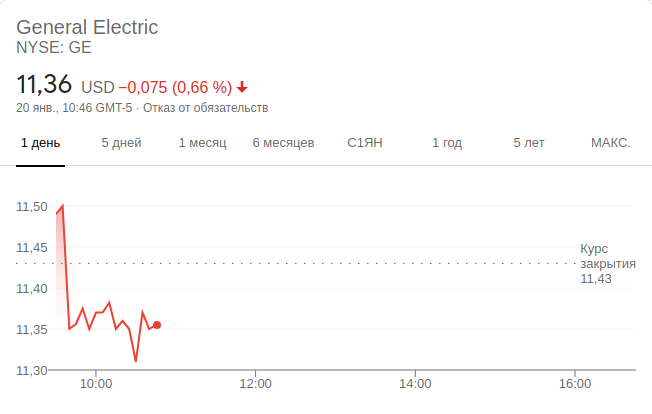 General Electric
NYSE: GE
11,36 USD −0,075 (0,66 %)
20 янв., 10:46 GMT-5 · Отказ от обязательств
1 день 5 дней 1 месяц 6 месяцев С1ЯН 1 год 5 лет МАКС.
11,50
11,45
11,40
11,35
11,30
Курс
закрытия
11,43
10:00 12:00 14:00 16:00